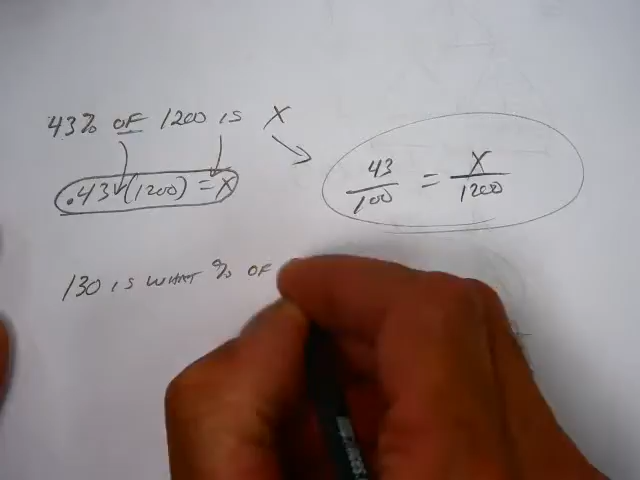 43% OF 1200 is X
.43(1200) = X
43/100 = X/1200
130 is WHAT % OF